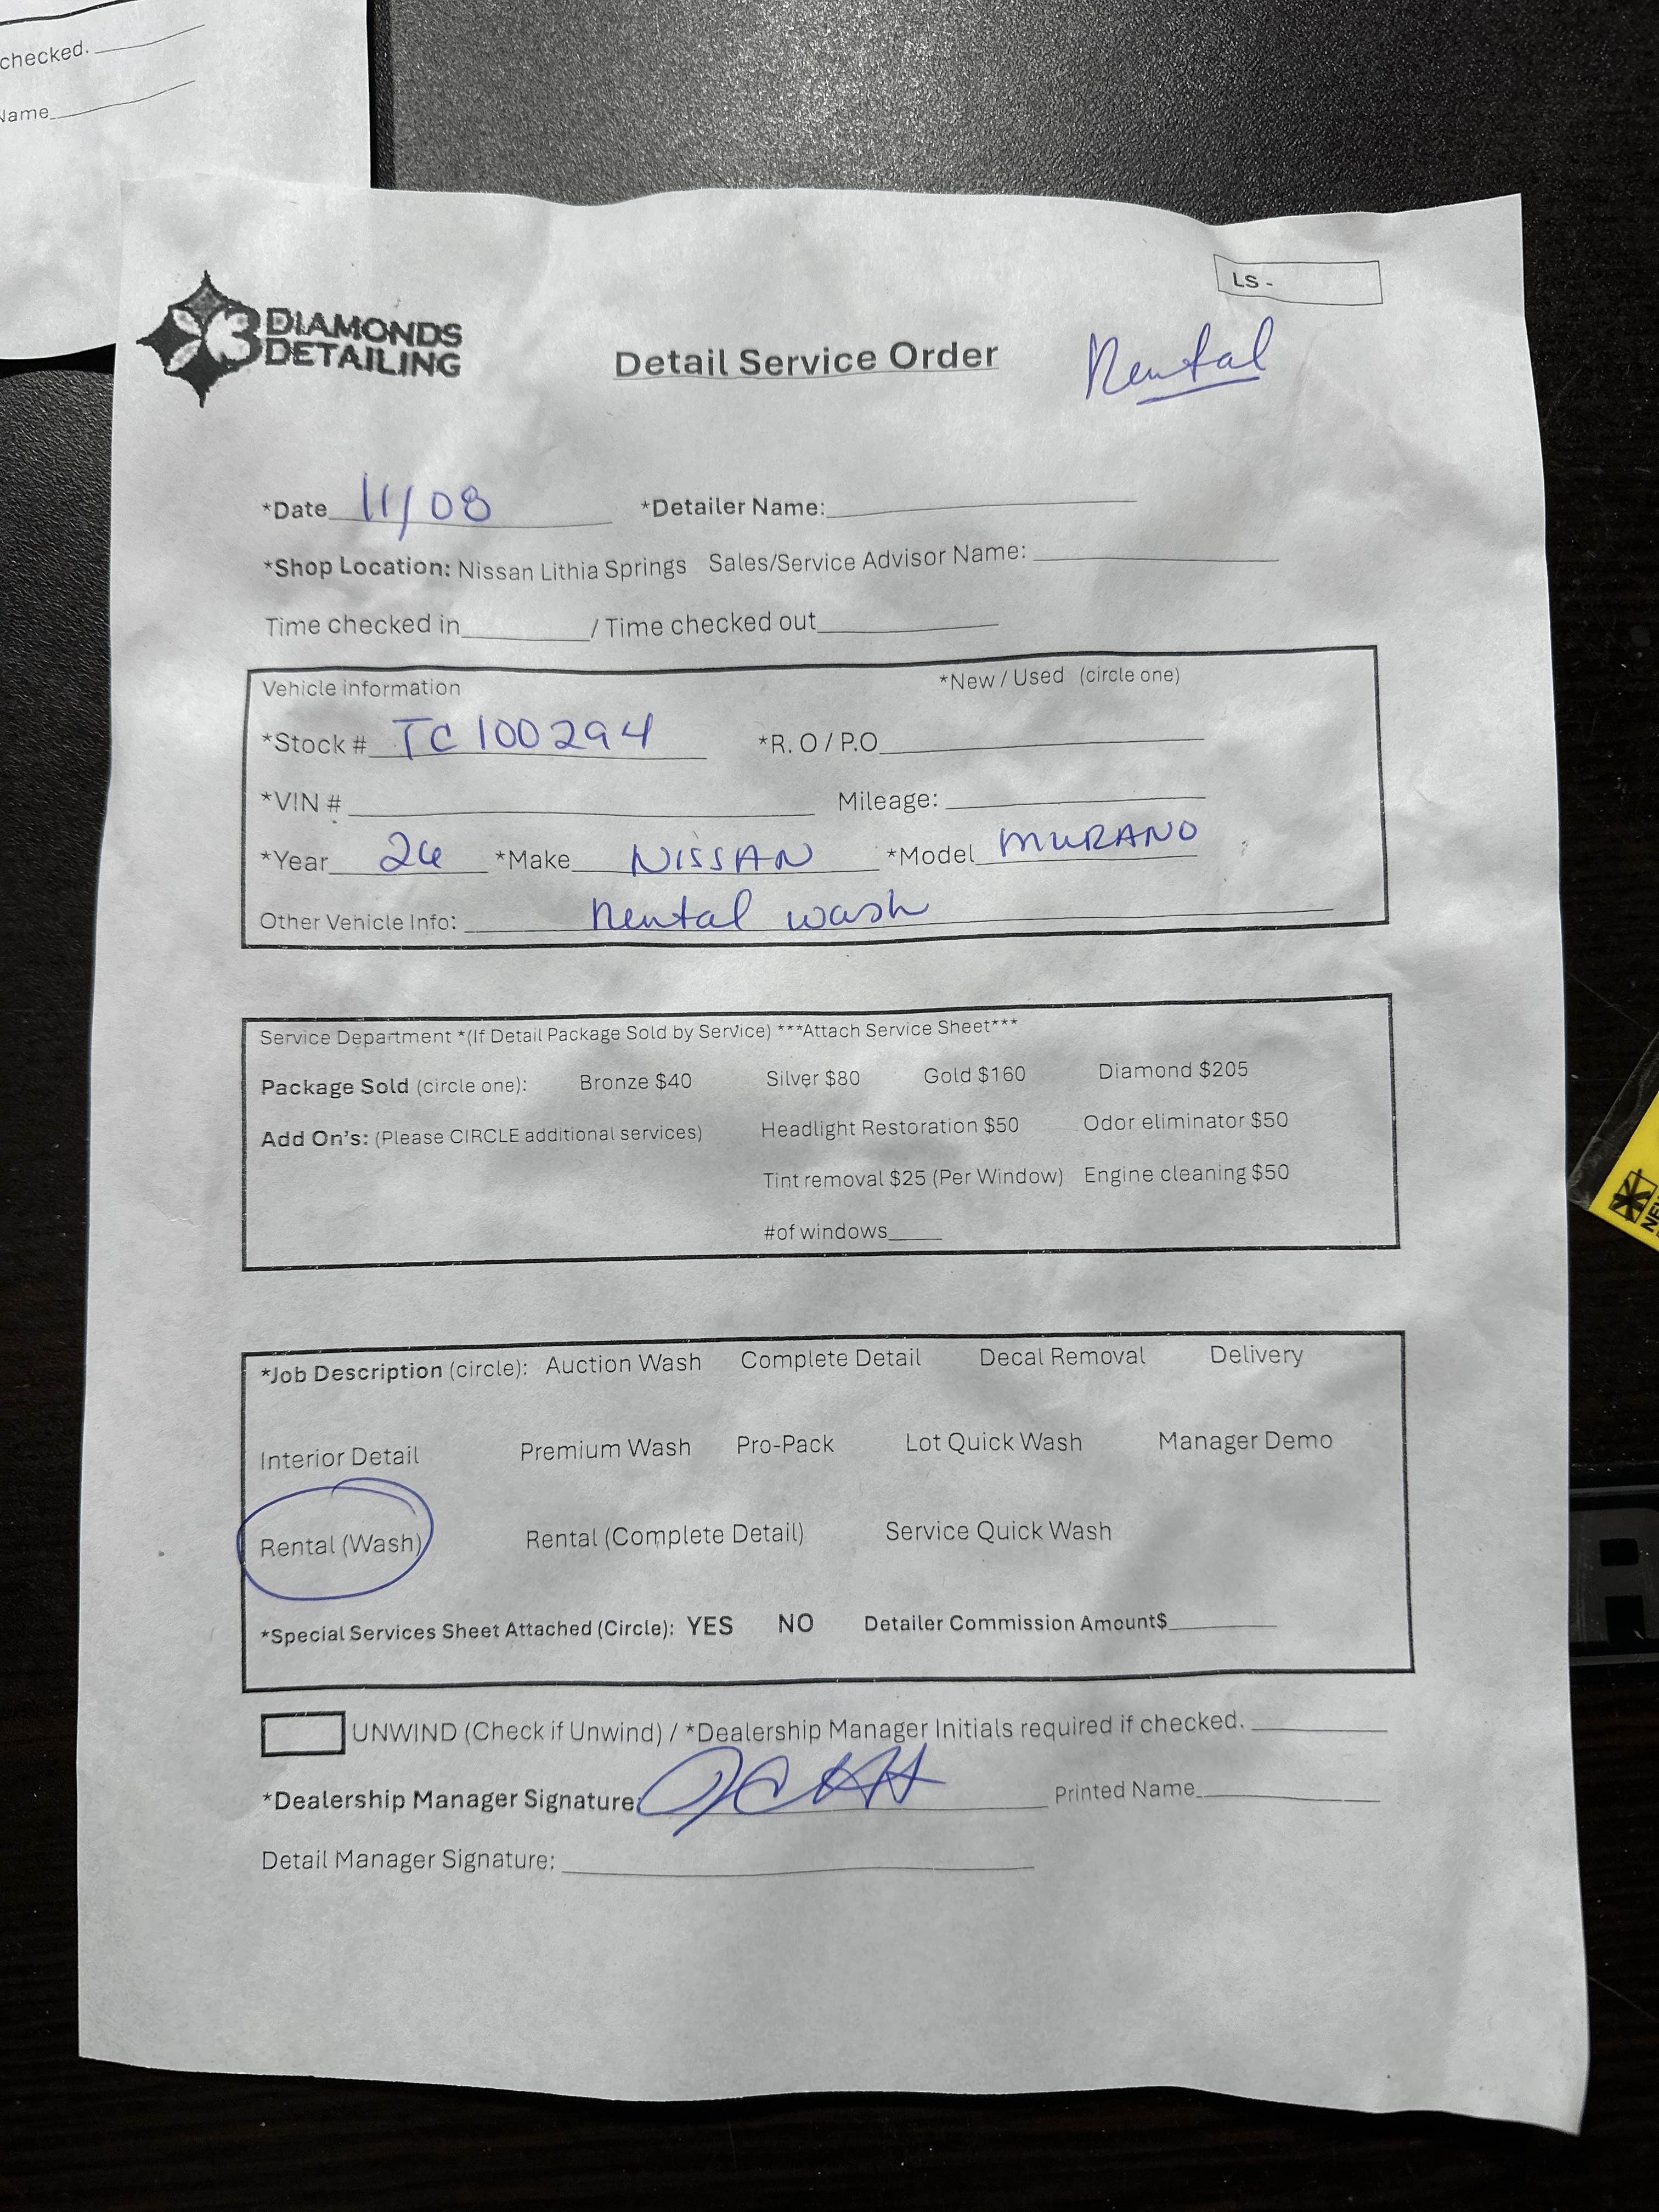 checked.
Name
LS -
3 DIAMONDS
DETAILING
Detail Service Order
Rental
*Date 11/08 *Detailer Name:
*Shop Location: Nissan Lithia Springs Sales/Service Advisor Name:
Time checked in / Time checked out
Vehicle information *New / Used (circle one)
*Stock # TC100294 *R. O / P.O
*VIN # Mileage:
*Year 26 *Make NISSAN *Model MURANO
Other Vehicle Info: Rental wash
Service Department *(If Detail Package Sold by Service) ***Attach Service Sheet***
Package Sold (circle one): Bronze $40 Silver $80 Gold $160 Diamond $205
Add On's: (Please CIRCLE additional services) Headlight Restoration $50 Odor eliminator $50
Tint removal $25 (Per Window) Engine cleaning $50
#of windows
*Job Description (circle): Auction Wash Complete Detail Decal Removal Delivery
Interior Detail Premium Wash Pro-Pack Lot Quick Wash Manager Demo
Rental (Wash) Rental (Complete Detail) Service Quick Wash
*Special Services Sheet Attached (Circle): YES NO Detailer Commission Amount$
UNWIND (Check if Unwind) / *Dealership Manager Initials required if checked.
*Dealership Manager Signature: Printed Name
Detail Manager Signature: